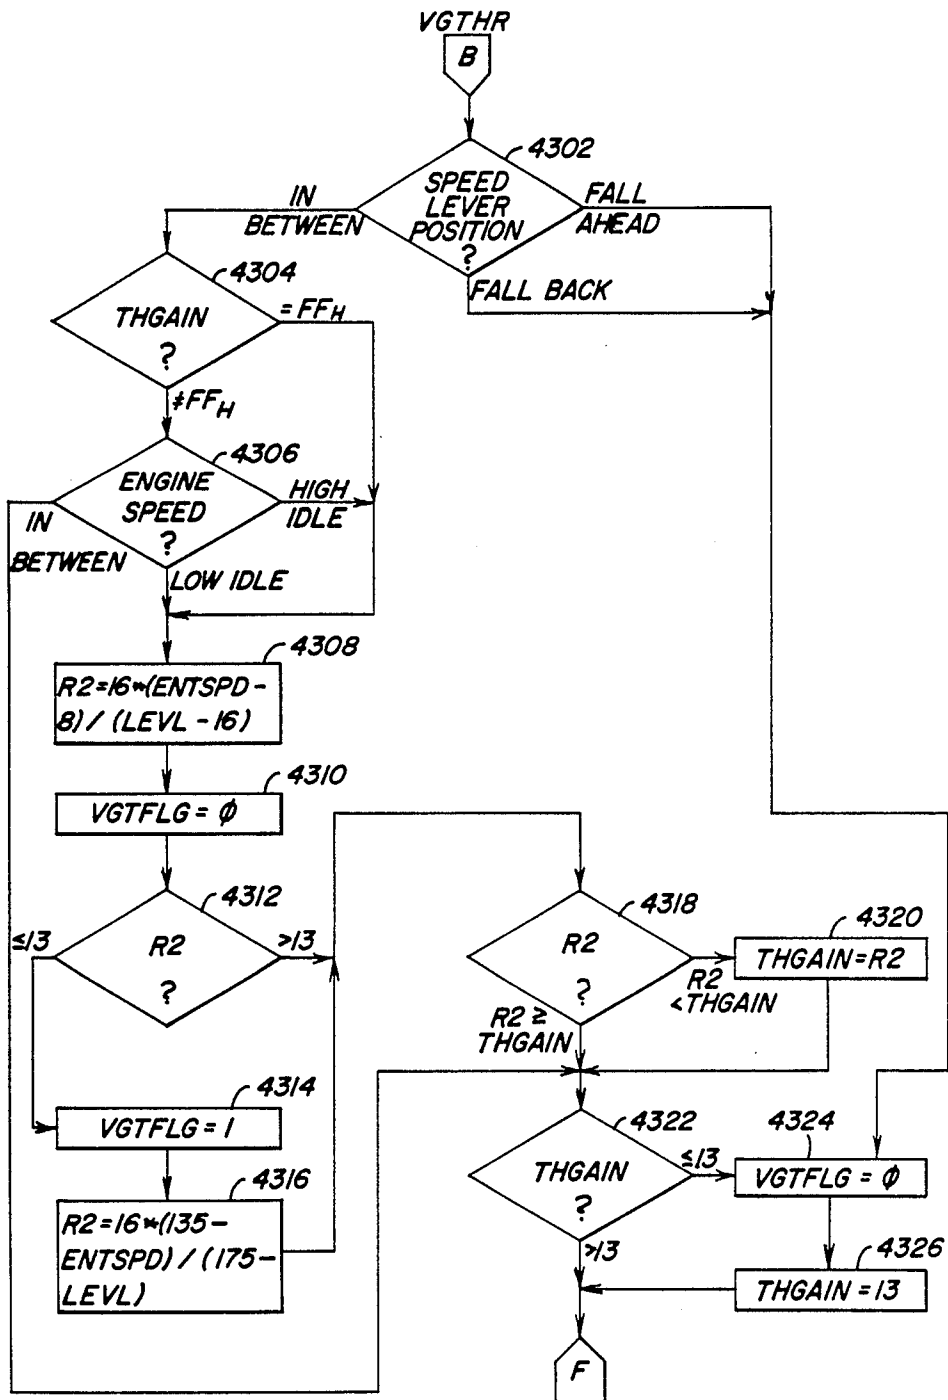 VGTHR
B
4302
SPEED
LEVER
POSITION
?
IN
BETWEEN
FALL
AHEAD
FALL BACK
4304
THGAIN
?
=FFH
≠FFH
4306
ENGINE
SPEED
?
HIGH
IDLE
IN
BETWEEN
LOW IDLE
4308
R2=16*(ENTSPD-
8)/(LEVL-16)
4310
VGTFLG=φ
4312
R2
?
≤13
>13
4314
VGTFLG=1
4316
R2=16*(135-
ENTSPD)/(175-
LEVL)
4318
R2
?
R2
<THGAIN
R2≥
THGAIN
4320
THGAIN=R2
4322
THGAIN
?
≤13
>13
4324
VGTFLG=φ
4326
THGAIN=13
F